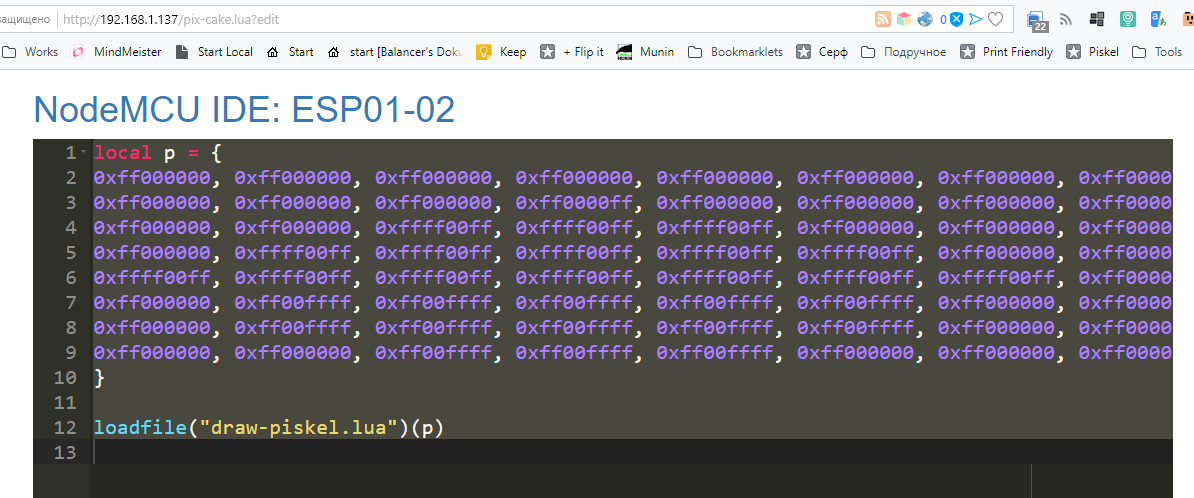 защищено http://192.168.1.137/pix-cake.lua?edit 0 22
Works MindMeister Start Local Start start [Balancer's Доку Keep + Flip it Munin Bookmarklets Серф Подручное Print Friendly Piskel Tools
NodeMCU IDE: ESP01-02
1 local p = {
2 0xff000000, 0xff000000, 0xff000000, 0xff000000, 0xff000000, 0xff000000, 0xff000000, 0xff0000
3 0xff000000, 0xff000000, 0xff000000, 0xff0000ff, 0xff000000, 0xff000000, 0xff000000, 0xff0000
4 0xff000000, 0xff000000, 0xffff00ff, 0xffff00ff, 0xffff00ff, 0xff000000, 0xff000000, 0xff0000
5 0xff000000, 0xffff00ff, 0xffff00ff, 0xffff00ff, 0xffff00ff, 0xffff00ff, 0xff000000, 0xff0000
6 0xffff00ff, 0xffff00ff, 0xffff00ff, 0xffff00ff, 0xffff00ff, 0xffff00ff, 0xffff00ff, 0xff0000
7 0xff000000, 0xff00ffff, 0xff00ffff, 0xff00ffff, 0xff00ffff, 0xff00ffff, 0xff000000, 0xff0000
8 0xff000000, 0xff00ffff, 0xff00ffff, 0xff00ffff, 0xff00ffff, 0xff00ffff, 0xff000000, 0xff0000
9 0xff000000, 0xff000000, 0xff00ffff, 0xff00ffff, 0xff00ffff, 0xff000000, 0xff000000, 0xff0000
10 }
11
12 loadfile("draw-piskel.lua")(p)
13